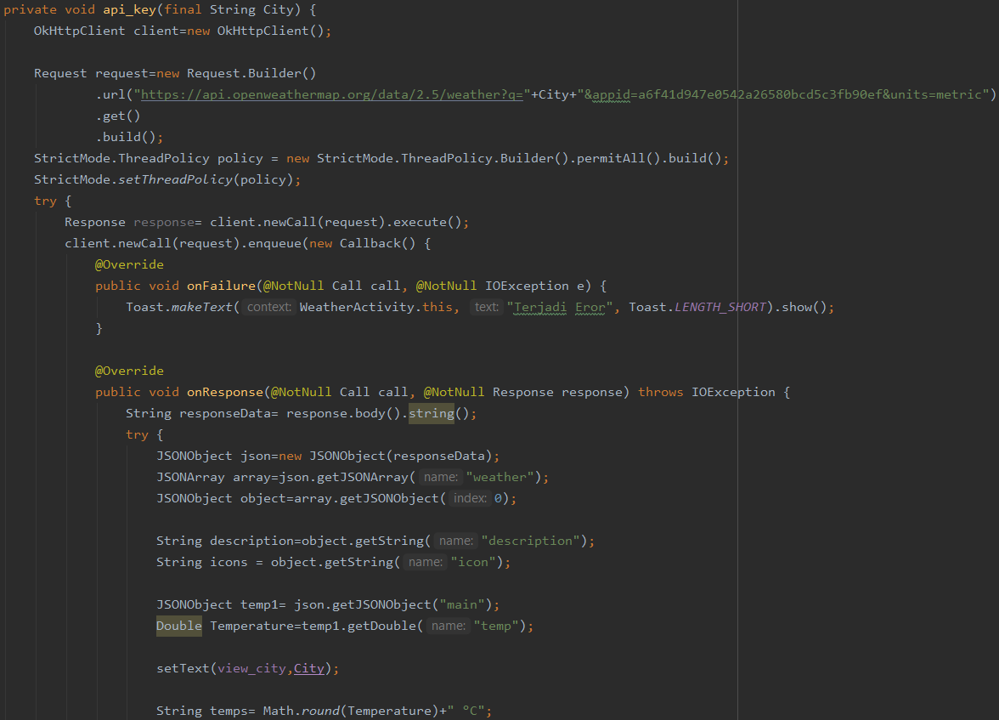 private void api_key(final String City) {
OkHttpClient client=new OkHttpClient();
Request request=new Request.Builder()
.url("https://api.openweathermap.org/data/2.5/weather?q="+City+"&appid=a6f41d947e0542a26580bcd5c3fb90ef&units=metric")
.get()
.build();
StrictMode.ThreadPolicy policy = new StrictMode.ThreadPolicy.Builder().permitAll().build();
StrictMode.setThreadPolicy(policy);
try {
Response response= client.newCall(request).execute();
client.newCall(request).enqueue(new Callback() {
@Override
public void onFailure(@NotNull Call call, @NotNull IOException e) {
Toast.makeText( context: WeatherActivity.this, text: "Terjadi Eror", Toast.LENGTH_SHORT).show();
}
@Override
public void onResponse(@NotNull Call call, @NotNull Response response) throws IOException {
String responseData= response.body().string();
try {
JSONObject json=new JSONObject(responseData);
JSONArray array=json.getJSONArray( name: "weather");
JSONObject object=array.getJSONObject( index: 0);
String description=object.getString( name: "description");
String icons = object.getString( name: "icon");
JSONObject temp1= json.getJSONObject("main");
Double Temperature=temp1.getDouble( name: "temp");
setText(view_city,City);
String temps= Math.round(Temperature)+" °C";